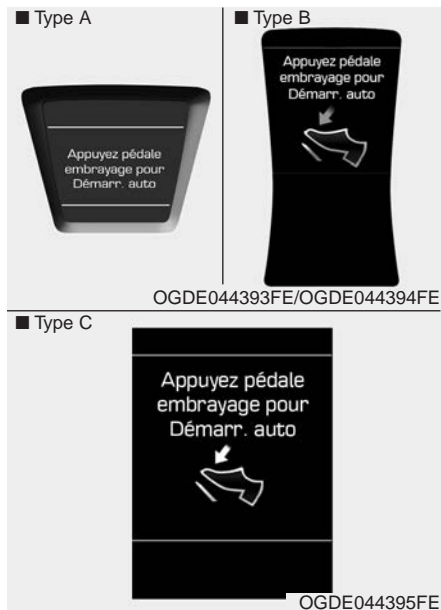 ■ Type A
Appuyez pédale
embrayage pour
Démarr. auto
■ Type B
Appuyez pédale
embrayage pour
Démarr. auto
OGDE044393FE/OGDE044394FE
■ Type C
Appuyez pédale
embrayage pour
Démarr. auto
OGDE044395FE